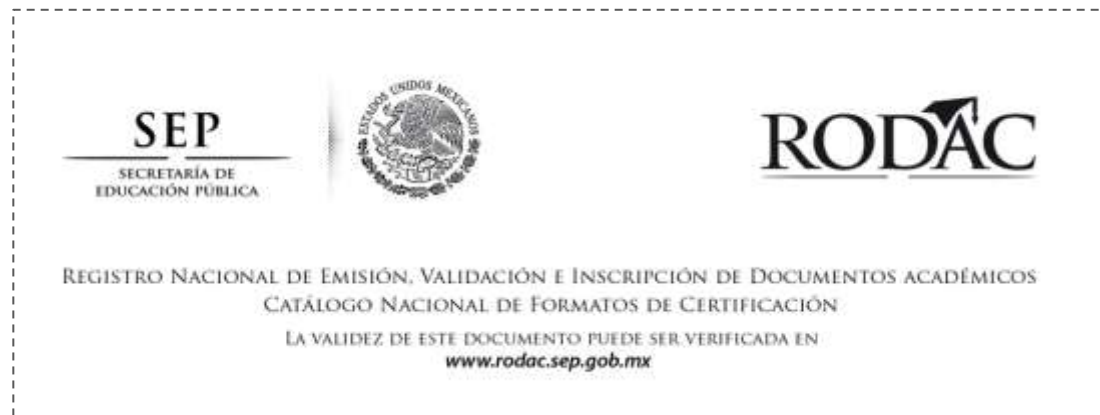 SEP
SECRETARÍA DE
EDUCACIÓN PÚBLICA
ESTADOS UNIDOS MEXICANOS
RODAC
REGISTRO NACIONAL DE EMISIÓN, VALIDACIÓN E INSCRIPCIÓN DE DOCUMENTOS ACADÉMICOS
CATÁLOGO NACIONAL DE FORMATOS DE CERTIFICACIÓN
LA VALIDEZ DE ESTE DOCUMENTO PUEDE SER VERIFICADA EN
www.rodac.sep.gob.mx